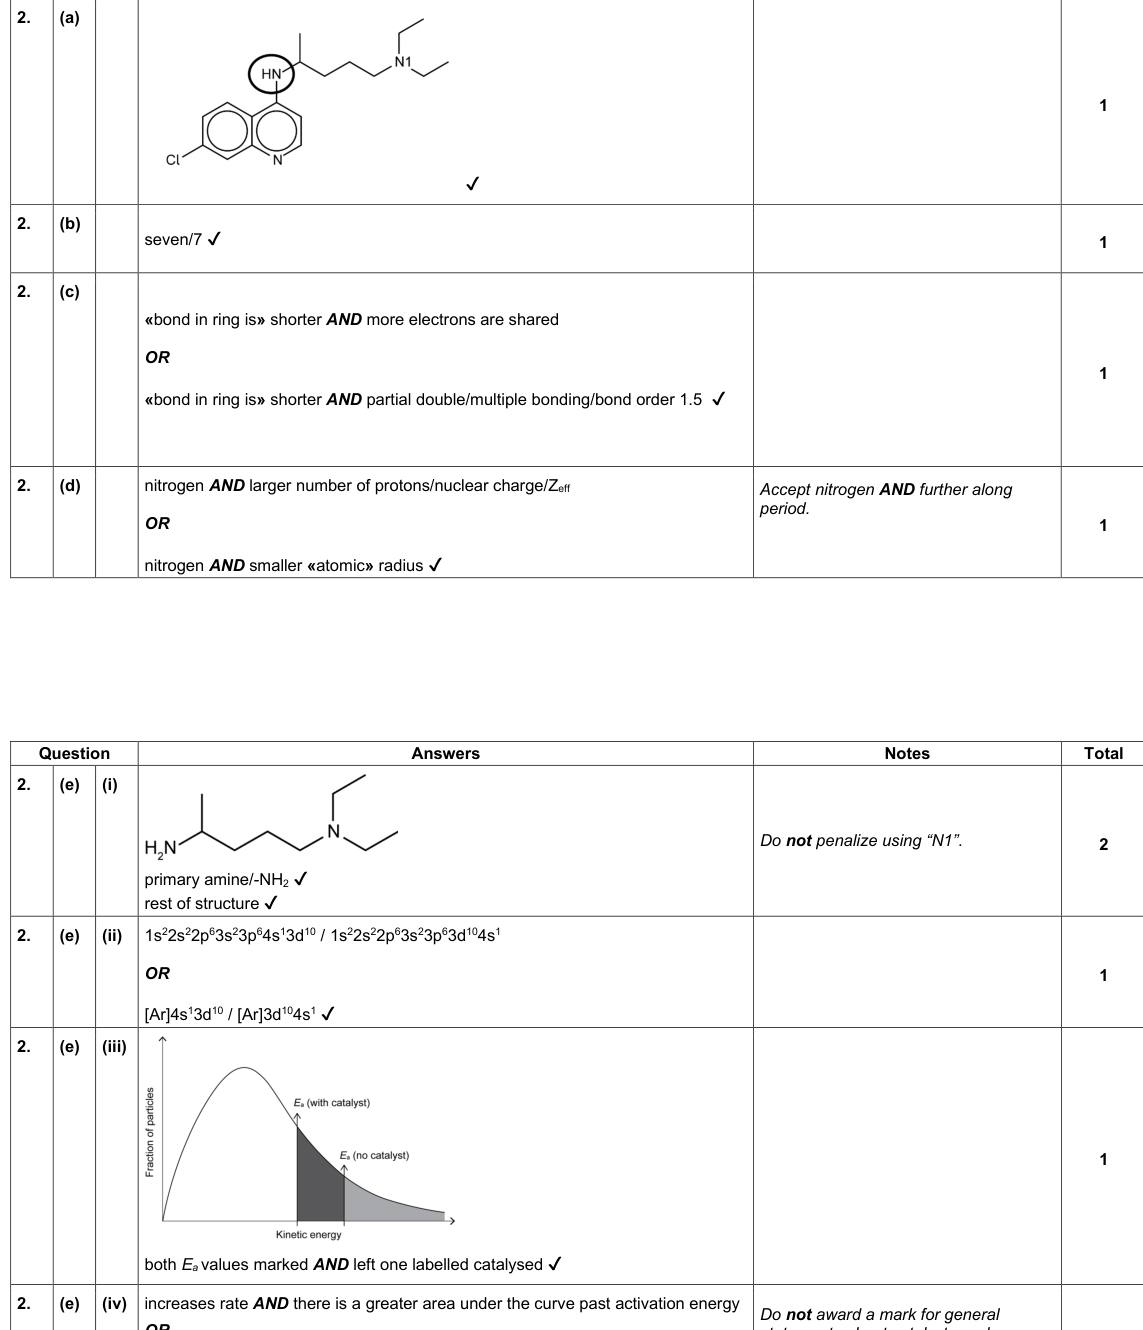 2. (a)
HN
N1
Cl
N
✓
1
2. (b)
seven/7 ✓
1
2. (c)
«bond in ring is» shorter AND more electrons are shared
OR
«bond in ring is» shorter AND partial double/multiple bonding/bond order 1.5 ✓
1
2. (d)
nitrogen AND larger number of protons/nuclear charge/Zeff
OR
nitrogen AND smaller «atomic» radius ✓
Accept nitrogen AND further along
period.
1
Question Answers Notes Total
2. (e) (i)
N
H₂N
primary amine/-NH₂ ✓
rest of structure ✓
Do not penalize using “N1”.
2
2. (e) (ii) 1s²2s²2p⁶3s²3p⁶4s¹3d¹⁰ / 1s²2s²2p⁶3s²3p⁶3d¹⁰4s¹
OR
[Ar]4s¹3d¹⁰ / [Ar]3d¹⁰4s¹ ✓
1
2. (e) (iii)
Fraction of particles
Eₐ (with catalyst)
Eₐ (no catalyst)
Kinetic energy
both Eₐ values marked AND left one labelled catalysed ✓
1
2. (e) (iv) increases rate AND there is a greater area under the curve past activation energy
OR
Do not award a mark for general